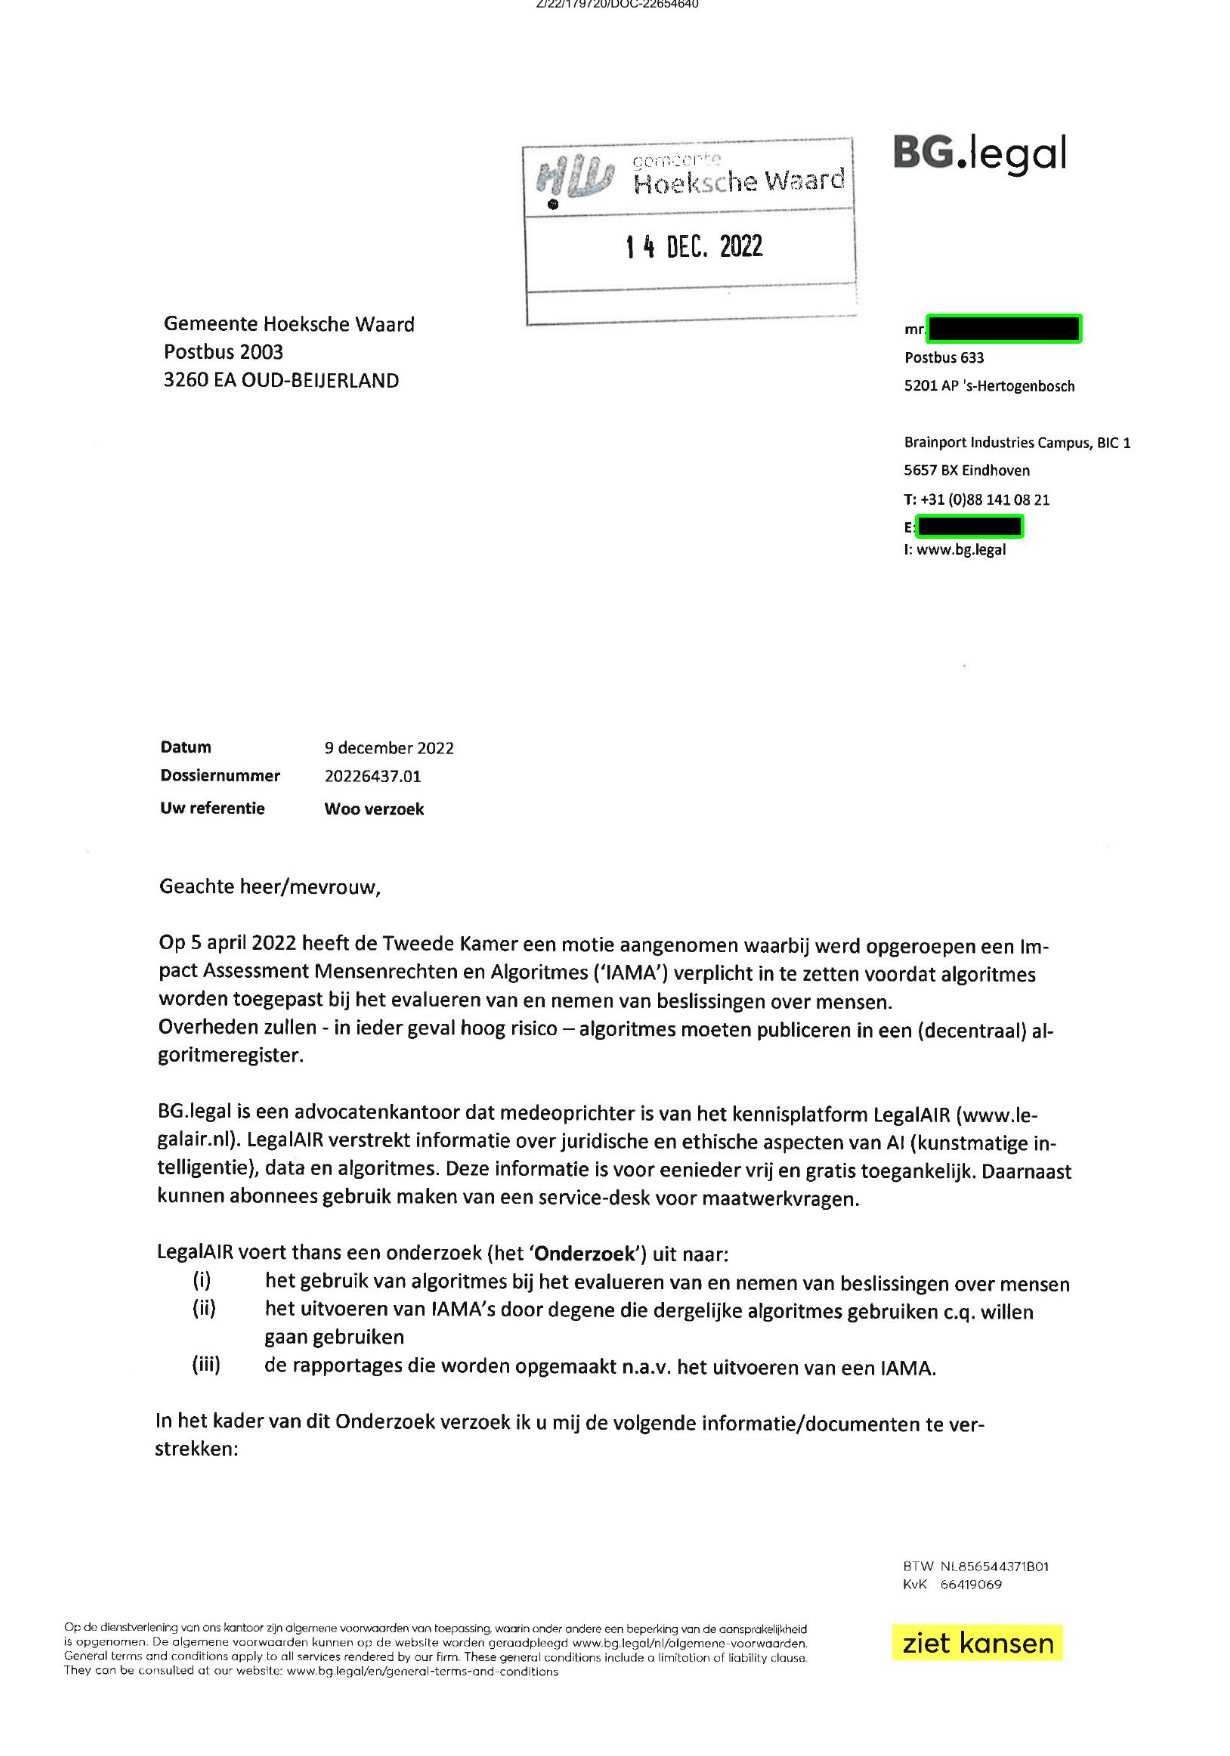 Z/22/179720/DOC-22654640
BG.legal
gemeente
Hoeksche Waard
14 DEC. 2022
Gemeente Hoeksche Waard
Postbus 2003
3260 EA OUD-BEIJERLAND
mr.
Postbus 633
5201 AP 's-Hertogenbosch
Brainport Industries Campus, BIC 1
5657 BX Eindhoven
T: +31 (0)88 141 08 21
E:
I: www.bg.legal
Datum 9 december 2022
Dossiernummer 20226437.01
Uw referentie Woo verzoek
Geachte heer/mevrouw,
Op 5 april 2022 heeft de Tweede Kamer een motie aangenomen waarbij werd opgeroepen een Im-
pact Assessment Mensenrechten en Algoritmes (‘IAMA’) verplicht in te zetten voordat algoritmes
worden toegepast bij het evalueren van en nemen van beslissingen over mensen.
Overheden zullen - in ieder geval hoog risico – algoritmes moeten publiceren in een (decentraal) al-
goritmeregister.
BG.legal is een advocatenkantoor dat medeoprichter is van het kennisplatform LegalAIR (www.le-
galair.nl). LegalAIR verstrekt informatie over juridische en ethische aspecten van AI (kunstmatige in-
telligentie), data en algoritmes. Deze informatie is voor eenieder vrij en gratis toegankelijk. Daarnaast
kunnen abonnees gebruik maken van een service-desk voor maatwerkvragen.
LegalAIR voert thans een onderzoek (het ‘Onderzoek’) uit naar:
(i) het gebruik van algoritmes bij het evalueren van en nemen van beslissingen over mensen
(ii) het uitvoeren van IAMA’s door degene die dergelijke algoritmes gebruiken c.q. willen
gaan gebruiken
(iii) de rapportages die worden opgemaakt n.a.v. het uitvoeren van een IAMA.
In het kader van dit Onderzoek verzoek ik u mij de volgende informatie/documenten te ver-
strekken:
BTW NL856544371B01
KvK 66419069
Op de dienstverlening van ons kantoor zijn algemene voorwaarden van toepassing, waarin onder andere een beperking van de aansprakelijkheid
is opgenomen. De algemene voorwaarden kunnen op de website worden geraadpleegd www.bg.legal/nl/algemene-voorwaarden.
General terms and conditions apply to all services rendered by our firm. These general conditions include a limitation of liability clause.
They can be consulted at our website: www.bg.legal/en/general-terms-and-conditions
ziet kansen